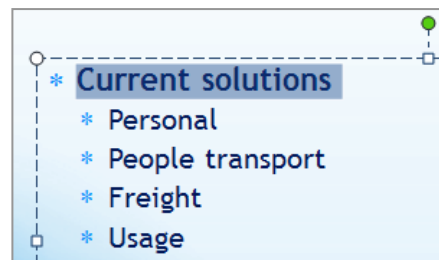 * Current solutions
* Personal
* People transport
* Freight
* Usage